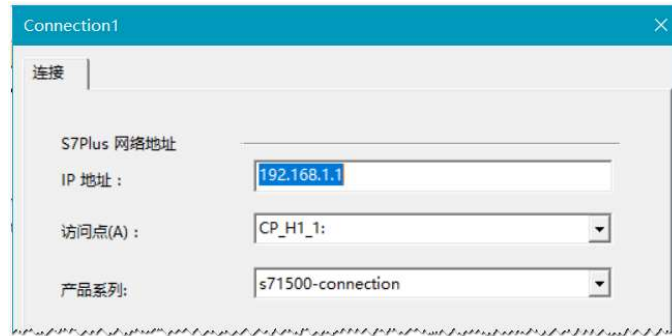 Connection1
连接
S7Plus 网络地址
IP 地址： 192.168.1.1
访问点(A)： CP_H1_1:
产品系列: s71500-connection